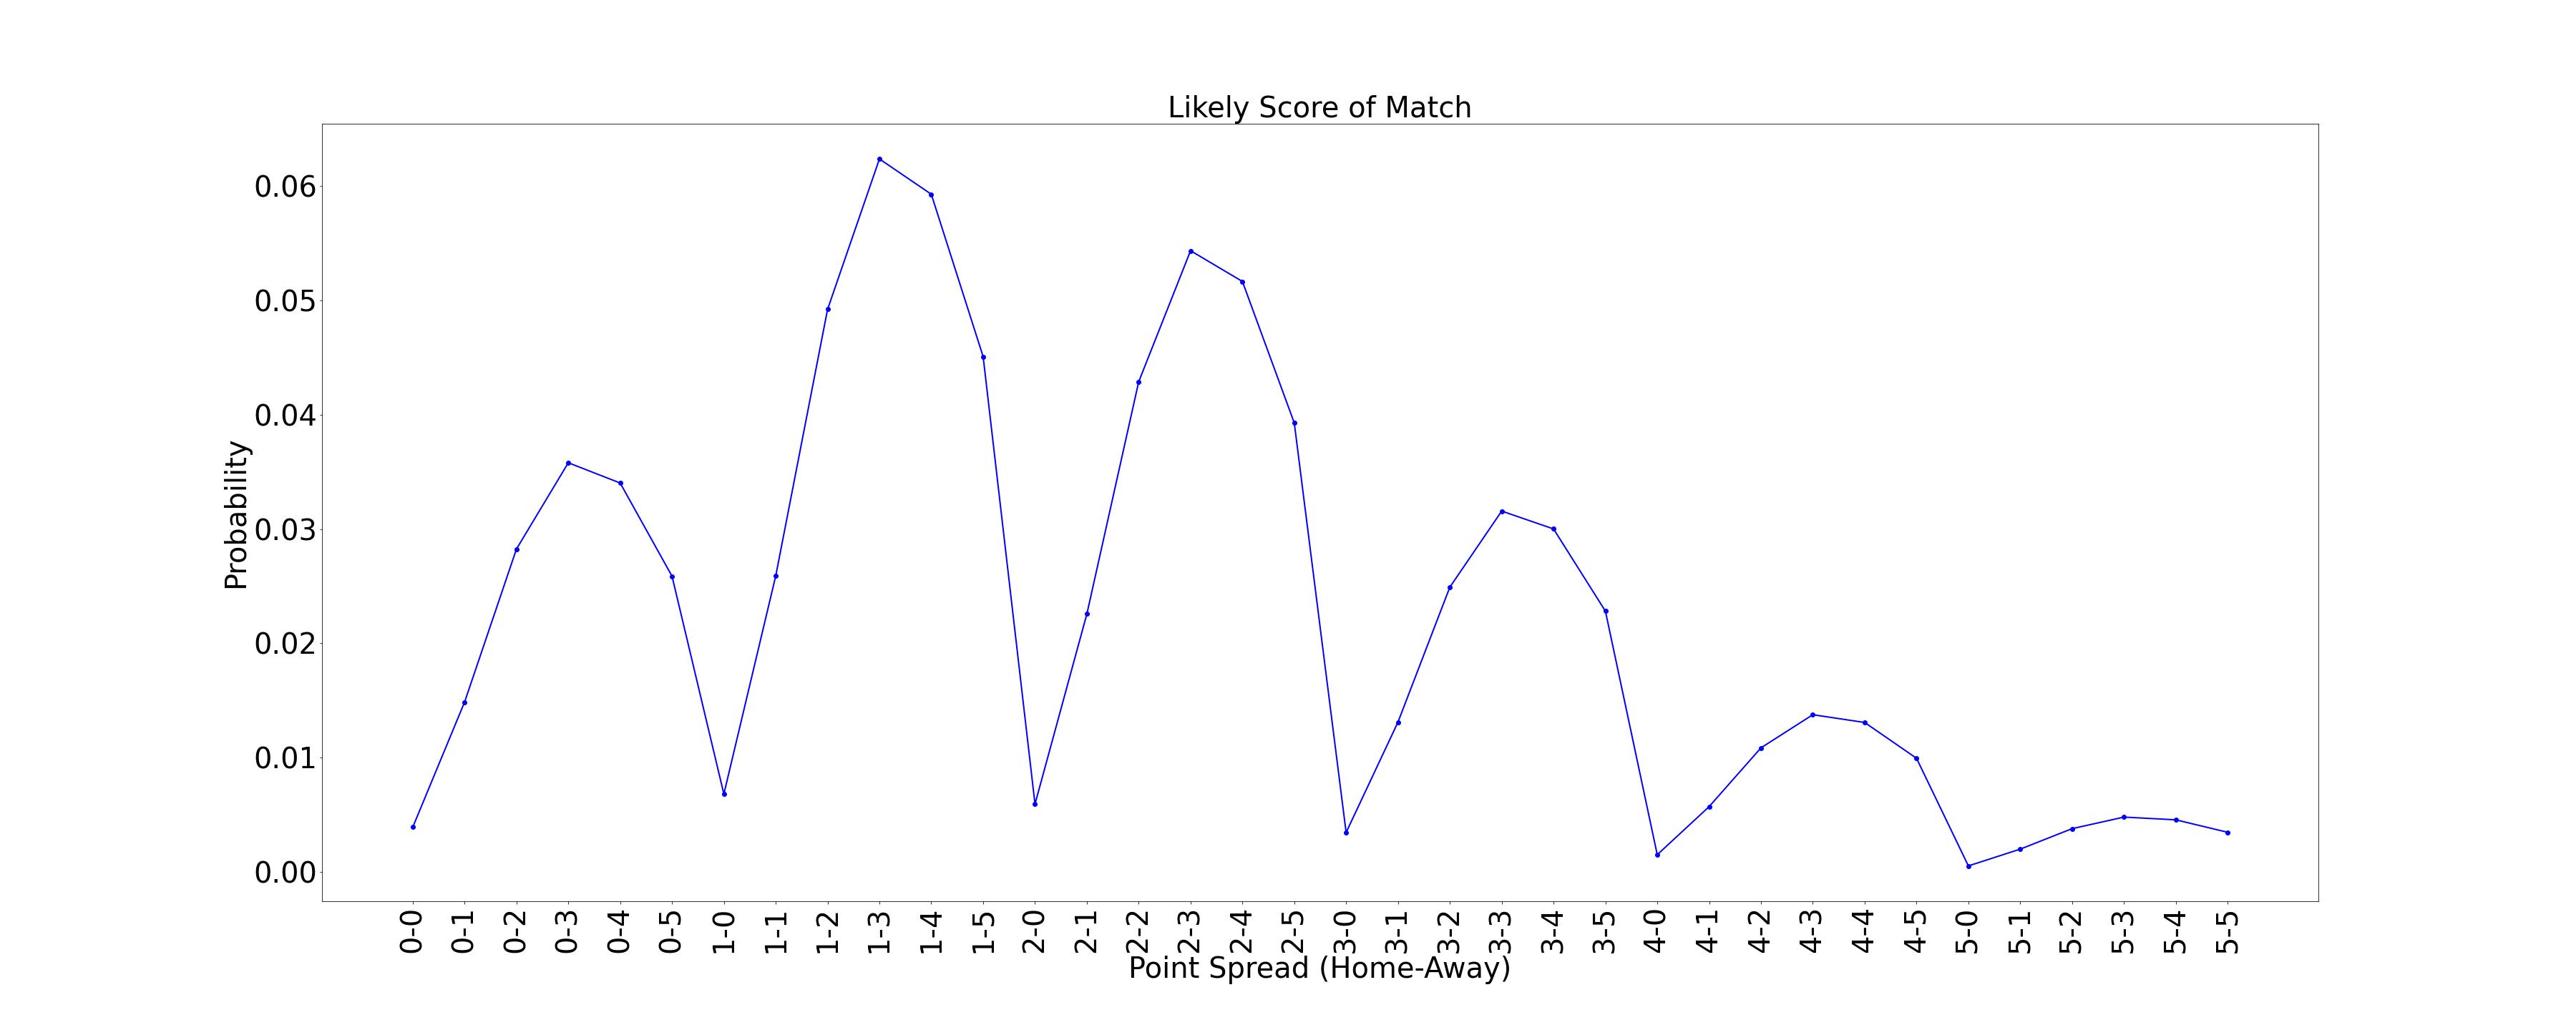 Likely Score of Match
Probability
0.06
0.05
0.04
0.03
0.02
0.01
0.00
0-0 0-1 0-2 0-3 0-4 0-5 1-0 1-1 1-2 1-3 1-4 1-5 2-0 2-1 2-2 2-3 2-4 2-5 3-0 3-1 3-2 3-3 3-4 3-5 4-0 4-1 4-2 4-3 4-4 4-5 5-0 5-1 5-2 5-3 5-4 5-5
Point Spread (Home-Away)